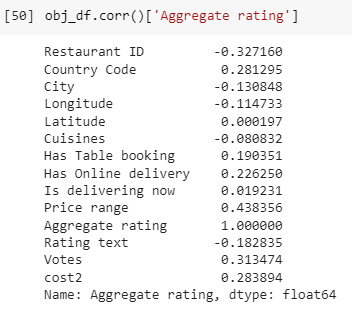 [50] obj_df.corr()['Aggregate rating']
Restaurant ID -0.327160
Country Code 0.281295
City -0.130848
Longitude -0.114733
Latitude 0.000197
Cuisines -0.080832
Has Table booking 0.190351
Has Online delivery 0.226250
Is delivering now 0.019231
Price range 0.438356
Aggregate rating 1.000000
Rating text -0.182835
Votes 0.313474
cost2 0.283894
Name: Aggregate rating, dtype: float64